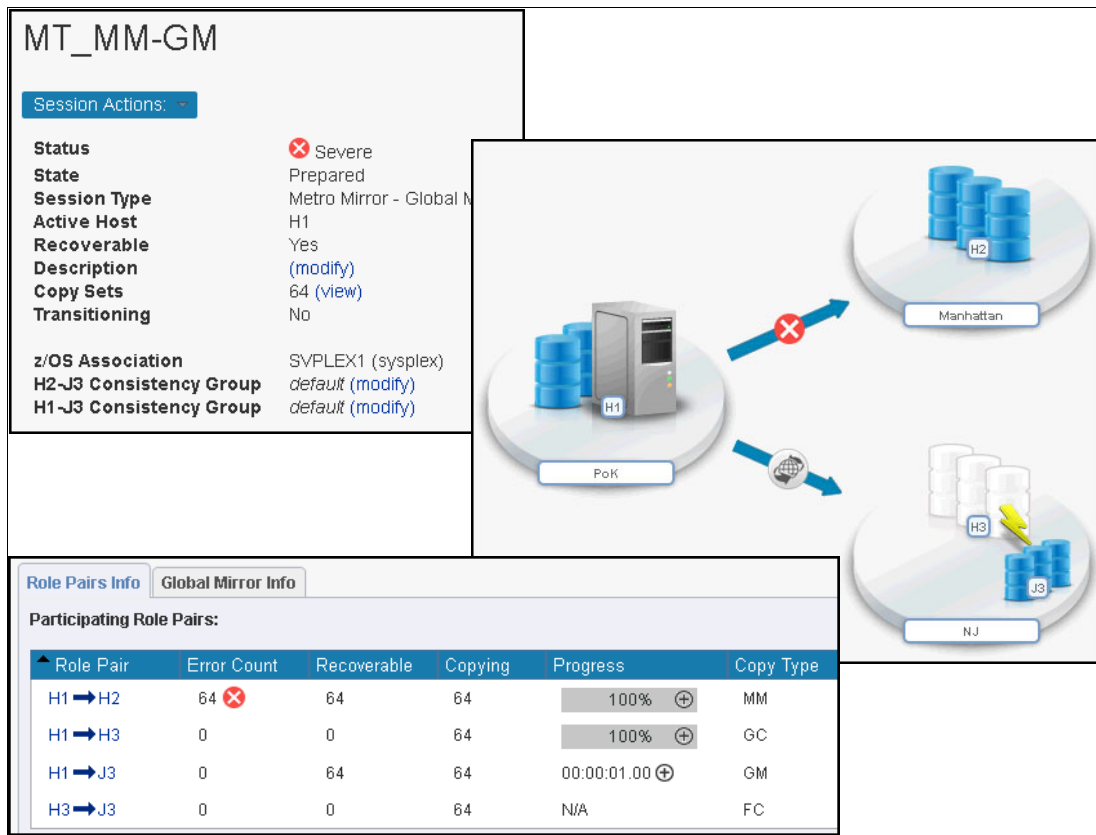 MT_MM-GM
Session Actions:
Status Severe
State Prepared
Session Type Metro Mirror - Global
Active Host H1
Recoverable Yes
Description (modify)
Copy Sets 64 (view)
Transitioning No
z/OS Association SVPLEX1 (sysplex)
H2-J3 Consistency Group default (modify)
H1-J3 Consistency Group default (modify)
H2
Manhattan
H1
PoK
H3
J3
NJ
Role Pairs Info Global Mirror Info
Participating Role Pairs:
Role Pair Error Count Recoverable Copying Progress Copy Type
H1 H2 64 64 64 100% MM
H1 H3 0 0 64 100% GC
H1 J3 0 64 64 00:00:01.00 GM
H3 J3 0 0 64 N/A FC